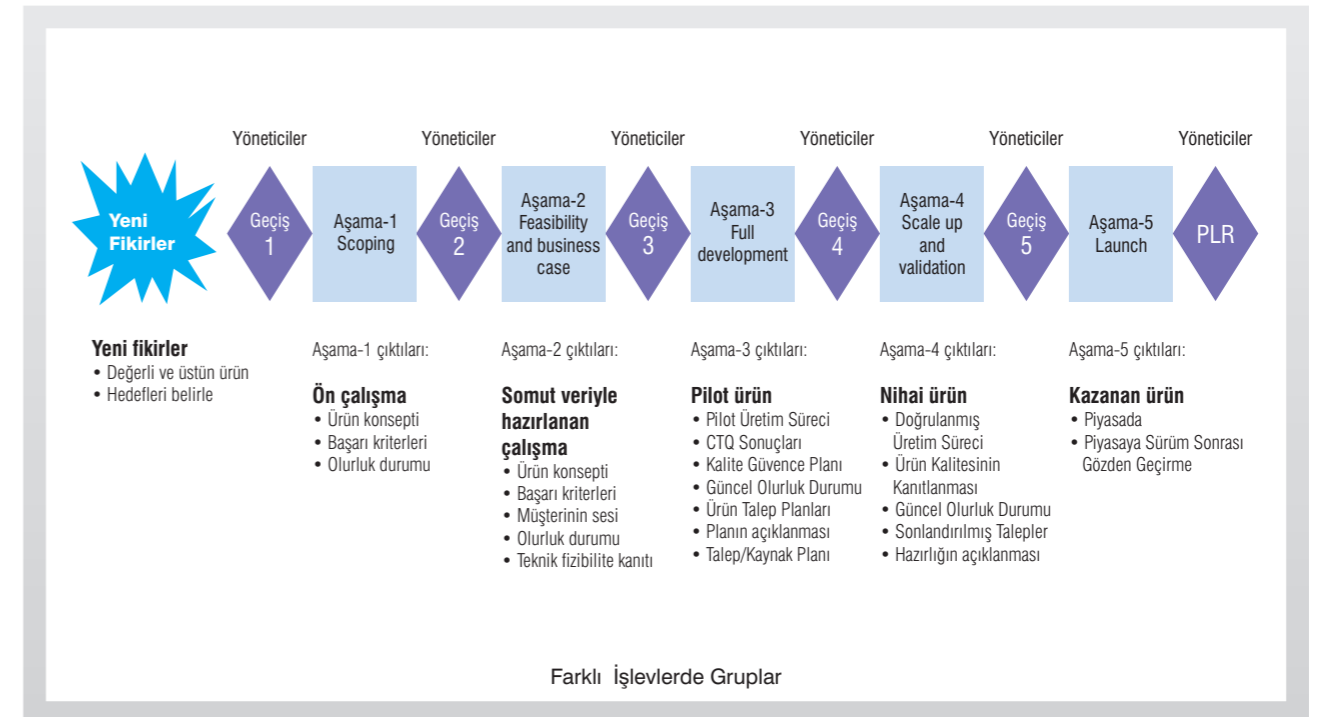 Yöneticiler
Yöneticiler
Yöneticiler
Yöneticiler
Yöneticiler
Yöneticiler
Yeni
Fikirler
Geçiş
1
Aşama-1
Scoping
Geçiş
2
Aşama-2
Feasibility
and business
case
Geçiş
3
Aşama-3
Full
development
Geçiş
4
Aşama-4
Scale up
and
validation
Geçiş
5
Aşama-5
Launch
PLR
Yeni fikirler
• Değerli ve üstün ürün
• Hedefleri belirle
Aşama-1 çıktıları:
Ön çalışma
• Ürün konsepti
• Başarı kriterleri
• Olurluk durumu
Aşama-2 çıktıları:
Somut veriyle
hazırlanan
çalışma
• Ürün konsepti
• Başarı kriterleri
• Müşterinin sesi
• Olurluk durumu
• Teknik fizibilite kanıtı
Aşama-3 çıktıları:
Pilot ürün
• Pilot Üretim Süreci
• CTQ Sonuçları
• Kalite Güvence Planı
• Güncel Olurluk Durumu
• Ürün Talep Planları
• Planın açıklanması
• Talep/Kaynak Planı
Aşama-4 çıktıları:
Nihai ürün
• Doğrulanmış
Üretim Süreci
• Ürün Kalitesinin
Kanıtlanması
• Güncel Olurluk Durumu
• Sonlandırılmış Talepler
• Hazırlığın açıklanması
Aşama-5 çıktıları:
Kazanan ürün
• Piyasada
• Piyasaya Sürüm Sonrası
Gözden Geçirme
Farklı İşlevlerde Gruplar